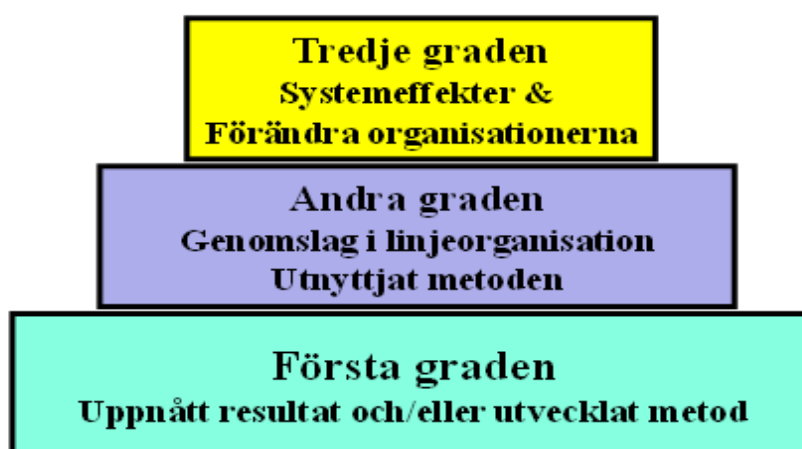 Tredje graden
Systemeffekter &
Förändra organisationerna
Andra graden
Genomslag i linjeorganisation
Utnyttjat metoden
Första graden
Uppnått resultat och/eller utvecklat metod